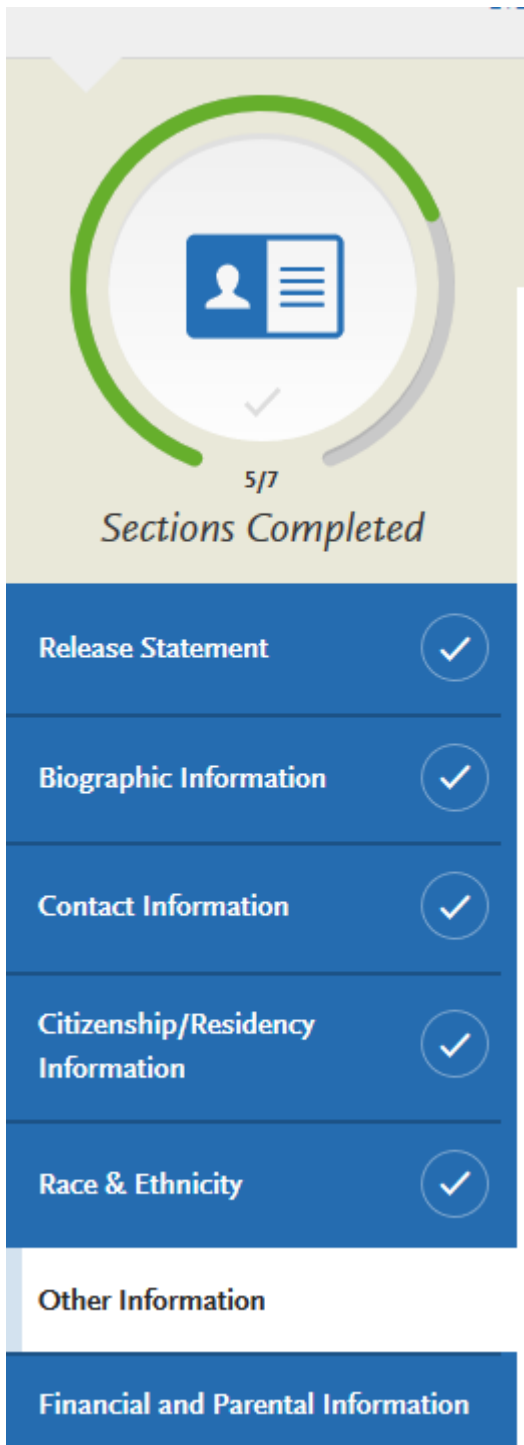 5/7
Sections Completed
Release Statement
Biographic Information
Contact Information
Citizenship/Residency
Information
Race & Ethnicity
Other Information
Financial and Parental Information